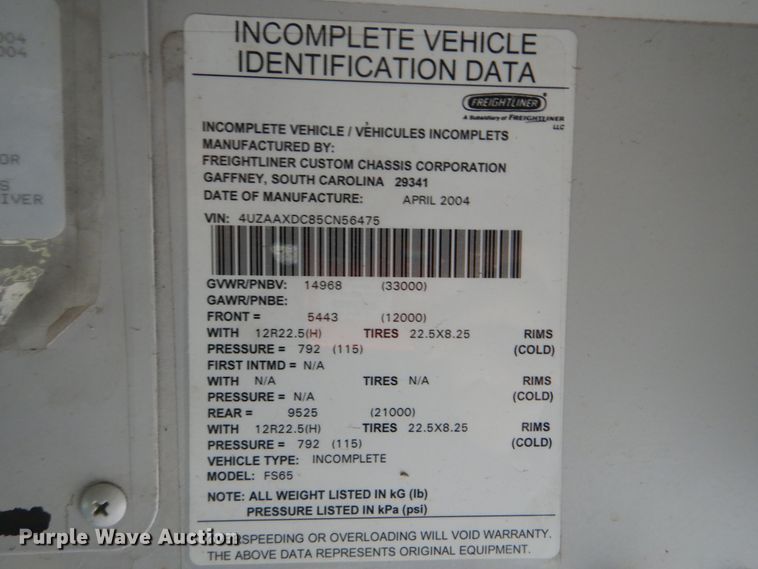 004
004
OR
S
IVER
INCOMPLETE VEHICLE
IDENTIFICATION DATA
FREIGHTLINER
A Subsidiary of FREIGHTLINER
LLC
INCOMPLETE VEHICLE / VÉHICULES INCOMPLETS
MANUFACTURED BY:
FREIGHTLINER CUSTOM CHASSIS CORPORATION
GAFFNEY, SOUTH CAROLINA 29341
DATE OF MANUFACTURE: APRIL 2004
VIN: 4UZAAXDC85CN56475
GVWR/PNBV: 14968 (33000)
GAWR/PNBE:
FRONT = 5443 (12000)
WITH 12R22.5(H) TIRES 22.5X8.25 RIMS
PRESSURE = 792 (115) (COLD)
FIRST INTMD = N/A
WITH N/A TIRES N/A RIMS
PRESSURE = N/A (COLD)
REAR = 9525 (21000)
WITH 12R22.5(H) TIRES 22.5X8.25 RIMS
PRESSURE = 792 (115) (COLD)
VEHICLE TYPE: INCOMPLETE
MODEL: FS65
NOTE: ALL WEIGHT LISTED IN kG (lb)
PRESSURE LISTED IN kPa (psi)
OVERSPEEDING OR OVERLOADING WILL VOID WARRANTY.
THE ABOVE DATA REPRESENTS ORIGINAL EQUIPMENT.
Purple Wave Auction